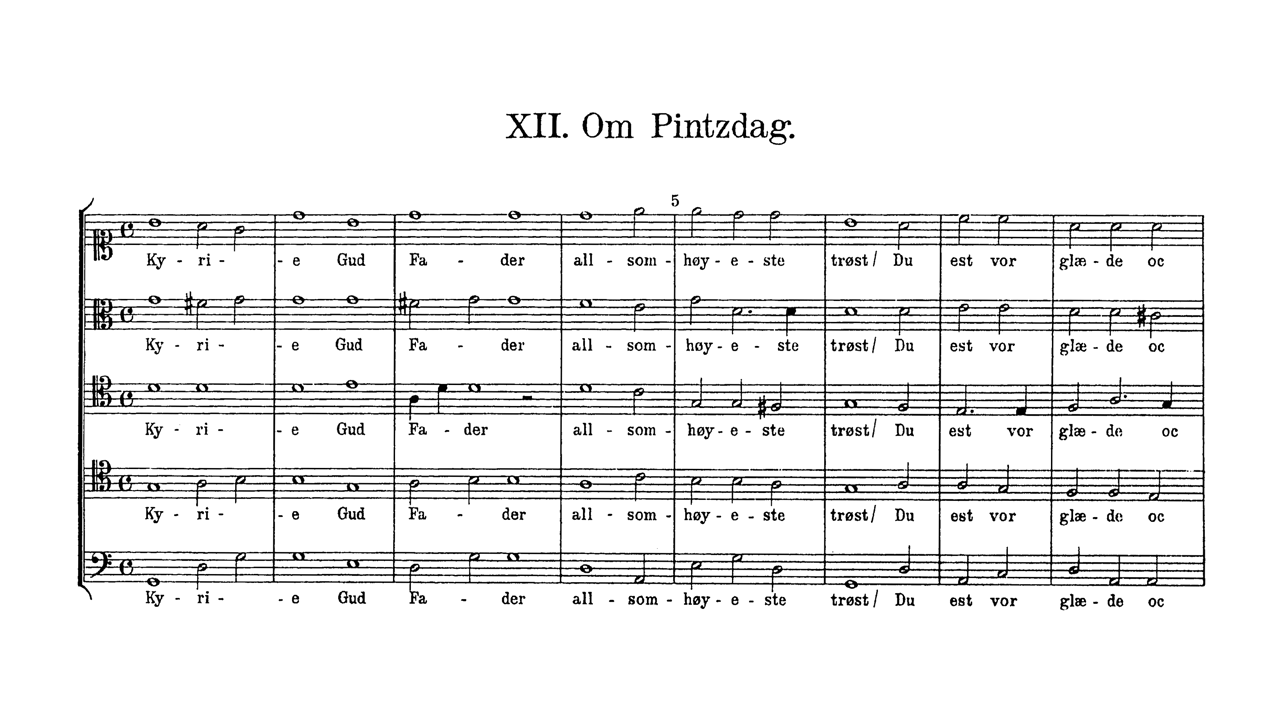 XII. Om Pintzdag.
5
Ky - ri - - e Gud Fa - der all - som - høy - e - ste trøst/ Du est vor glæ - de oc
Ky - ri - - e Gud Fa - der all - som - høy - e - ste trøst/ Du est vor glæ - de oc
Ky - ri - - e Gud Fa - der all - som - høy - e - ste trøst/ Du est vor glæ - de oc
Ky - ri - - e Gud Fa - der all - som - høy - e - ste trøst/ Du est vor glæ - de oc
Ky - ri - - e Gud Fa - der all - som - høy - e - ste trøst/ Du est vor glæ - de oc